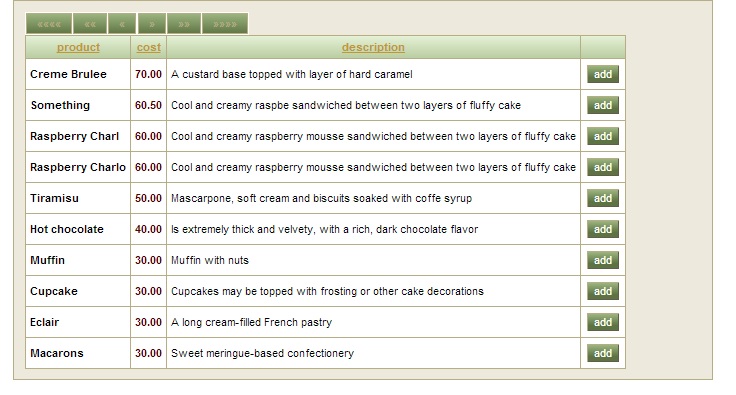 <<<< << < > >> >>>>
product cost description
Creme Brulee 70.00 A custard base topped with layer of hard caramel add
Something 60.50 Cool and creamy raspbe sandwiched between two layers of fluffy cake add
Raspberry Charl 60.00 Cool and creamy raspberry mousse sandwiched between two layers of fluffy cake add
Raspberry Charlo 60.00 Cool and creamy raspberry mousse sandwiched between two layers of fluffy cake add
Tiramisu 50.00 Mascarpone, soft cream and biscuits soaked with coffe syrup add
Hot chocolate 40.00 Is extremely thick and velvety, with a rich, dark chocolate flavor add
Muffin 30.00 Muffin with nuts add
Cupcake 30.00 Cupcakes may be topped with frosting or other cake decorations add
Eclair 30.00 A long cream-filled French pastry add
Macarons 30.00 Sweet meringue-based confectionery add